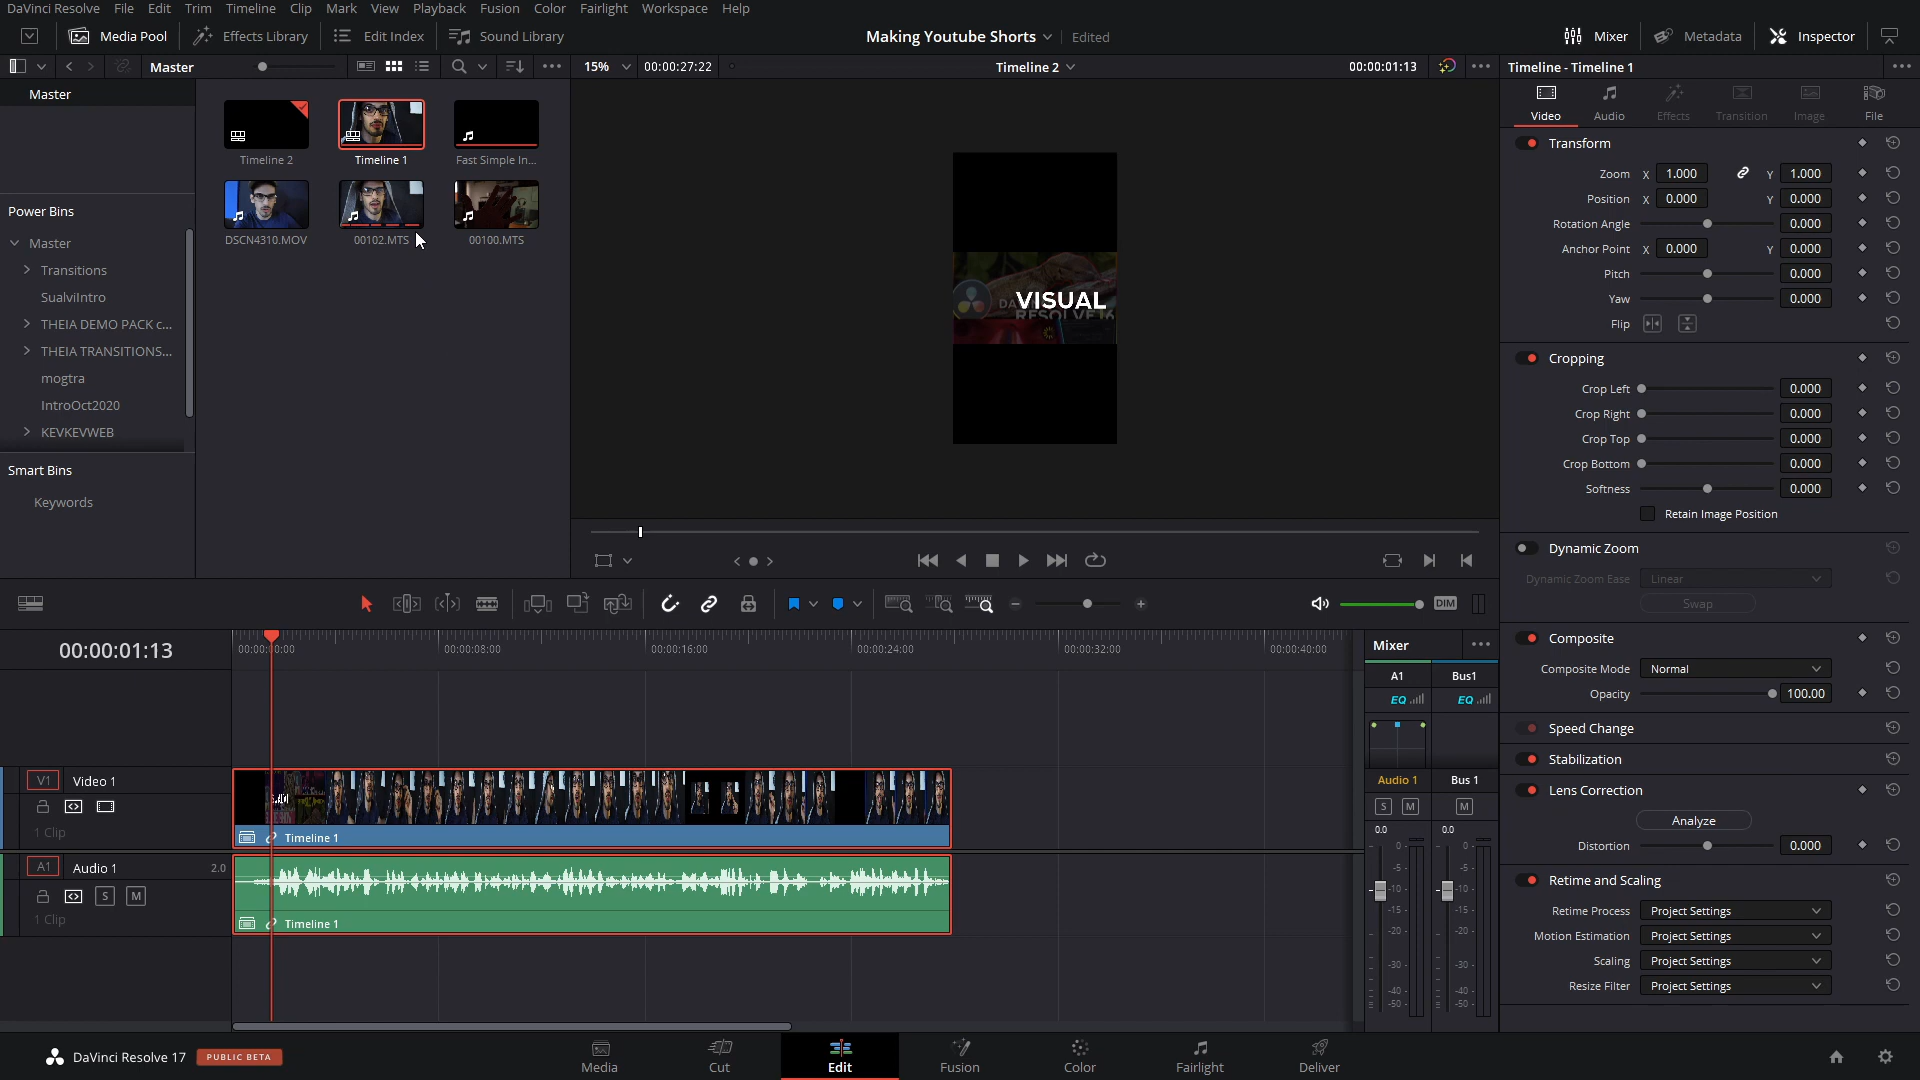 DaVinci Resolve File Edit Trim Timeline Clip Mark View Playback Fusion Color Fairlight Workspace Help
Media Pool Effects Library Edit Index Sound Library Making Youtube Shorts Edited Mixer Metadata Inspector
Master 15% 00:00:27:22 Timeline 2 00:00:01:13 Timeline - Timeline 1
Master
Power Bins
Master
Transitions
SualviIntro
THEIA DEMO PACK c...
THEIA TRANSITIONS...
mogtra
IntroOct2020
KEVKEVWEB
Smart Bins
Keywords
Timeline 2 Timeline 1 Fast Simple In...
DSCN4310.MOV 00102.MTS 00100.MTS
VISUAL
RESOLVE16
Video Audio Effects Transition Image File
Transform
Zoom X 1.000 Y 1.000
Position X 0.000 Y 0.000
Rotation Angle 0.000
Anchor Point X 0.000 Y 0.000
Pitch 0.000
Yaw 0.000
Flip
Cropping
Crop Left 0.000
Crop Right 0.000
Crop Top 0.000
Crop Bottom 0.000
Softness 0.000
Retain Image Position
Dynamic Zoom
Dynamic Zoom Ease Linear
Swap
Composite
Composite Mode Normal
Opacity 100.00
Speed Change
Stabilization
Lens Correction
Analyze
Distortion 0.000
Retime and Scaling
Retime Process Project Settings
Motion Estimation Project Settings
Scaling Project Settings
Resize Filter Project Settings
DIM
00:00:01:13
00:00:00:00 00:00:08:00 00:00:16:00 00:00:24:00 00:00:32:00 00:00:40:00
V1 Video 1
1 Clip
Timeline 1
A1 Audio 1 2.0
S M
1 Clip
Timeline 1
Mixer
A1 Bus1
EQ EQ
Audio 1 Bus 1
S M M
0.0 0.0
0 0
-5 -5
-10 -10
-15 -15
-20 -20
-30 -30
-40 -40
-50 -50
DaVinci Resolve 17 PUBLIC BETA
Media Cut Edit Fusion Color Fairlight Deliver